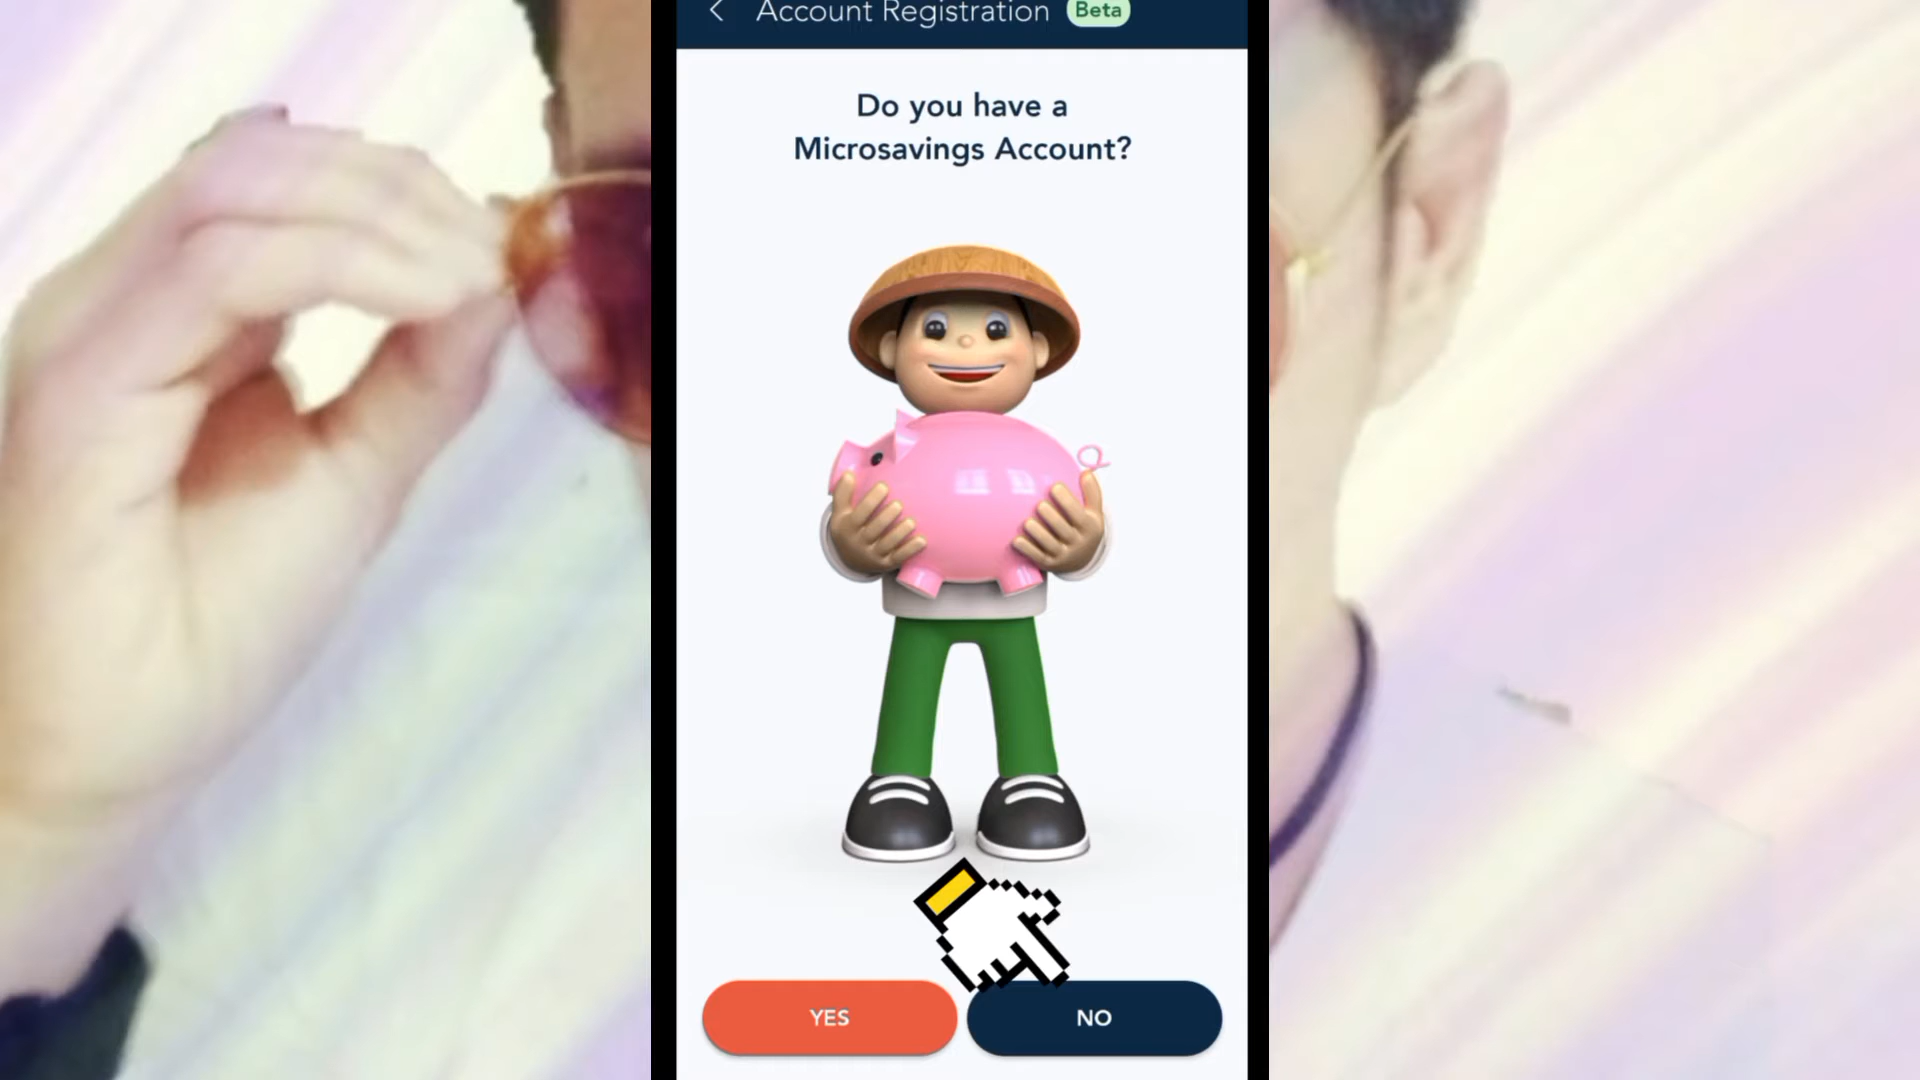 Account Registration Beta
Do you have a
Microsavings Account?
YES
NO